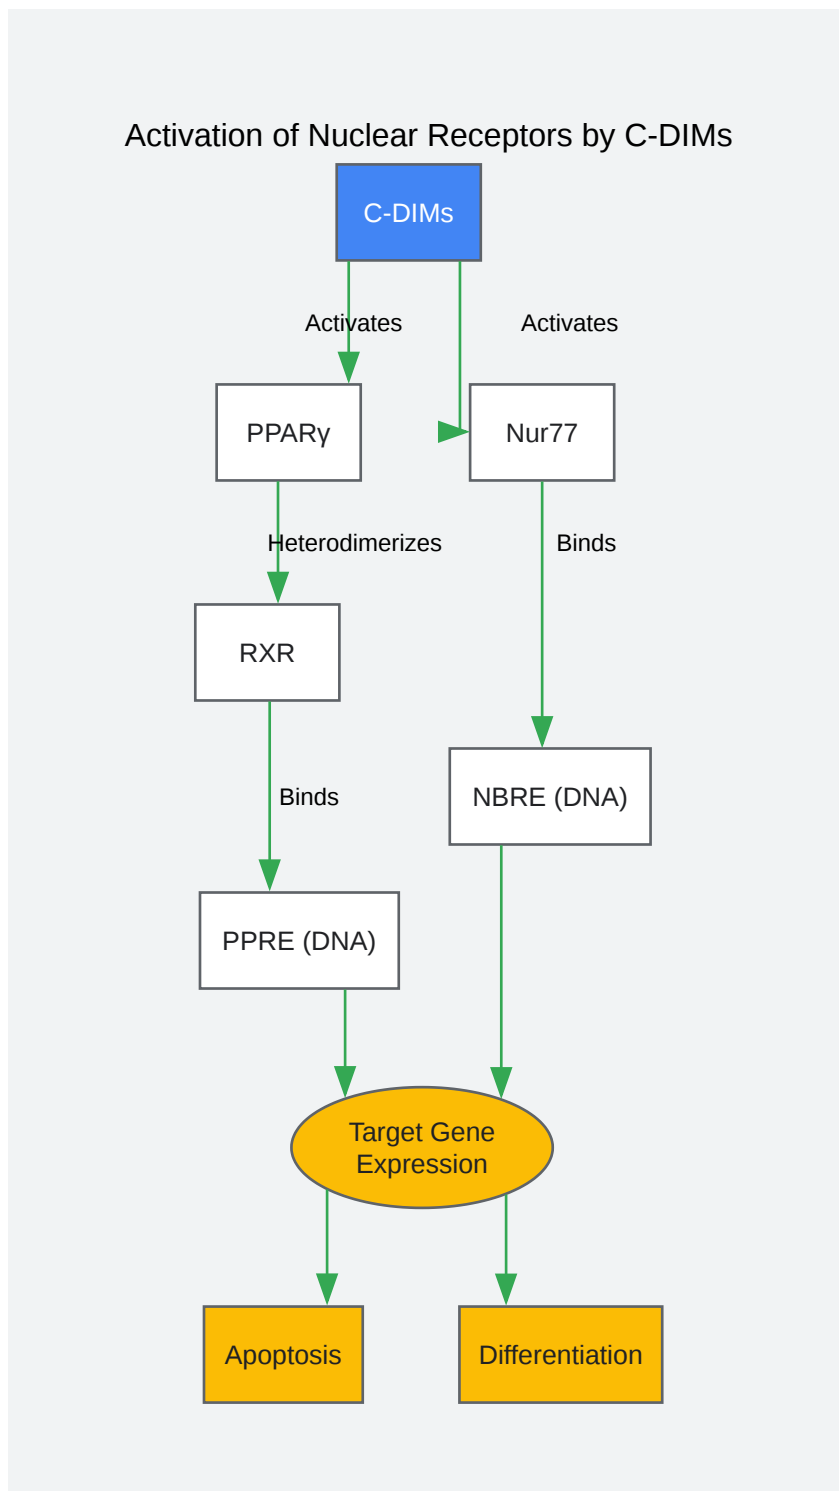 Activation of Nuclear Receptors by C-DIMs
C-DIMs
Activates
Activates
PPARγ
Nur77
Heterodimerizes
Binds
RXR
Binds
NBRE (DNA)
PPRE (DNA)
Target Gene
Expression
Apoptosis
Differentiation